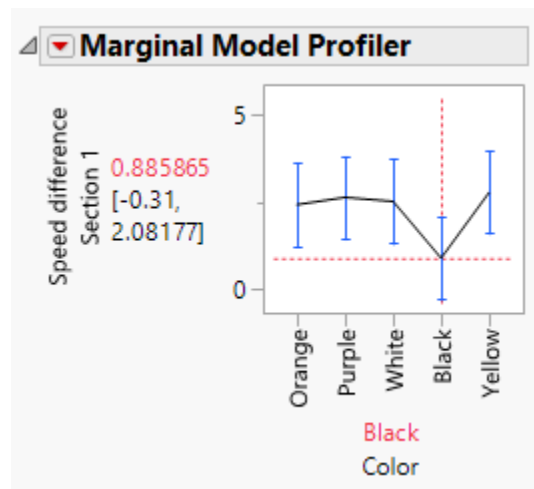 Marginal Model Profiler
Speed difference
Section 1
0.885865
[-0.31,
2.08177]
5
0
Orange
Purple
White
Black
Yellow
Black
Color